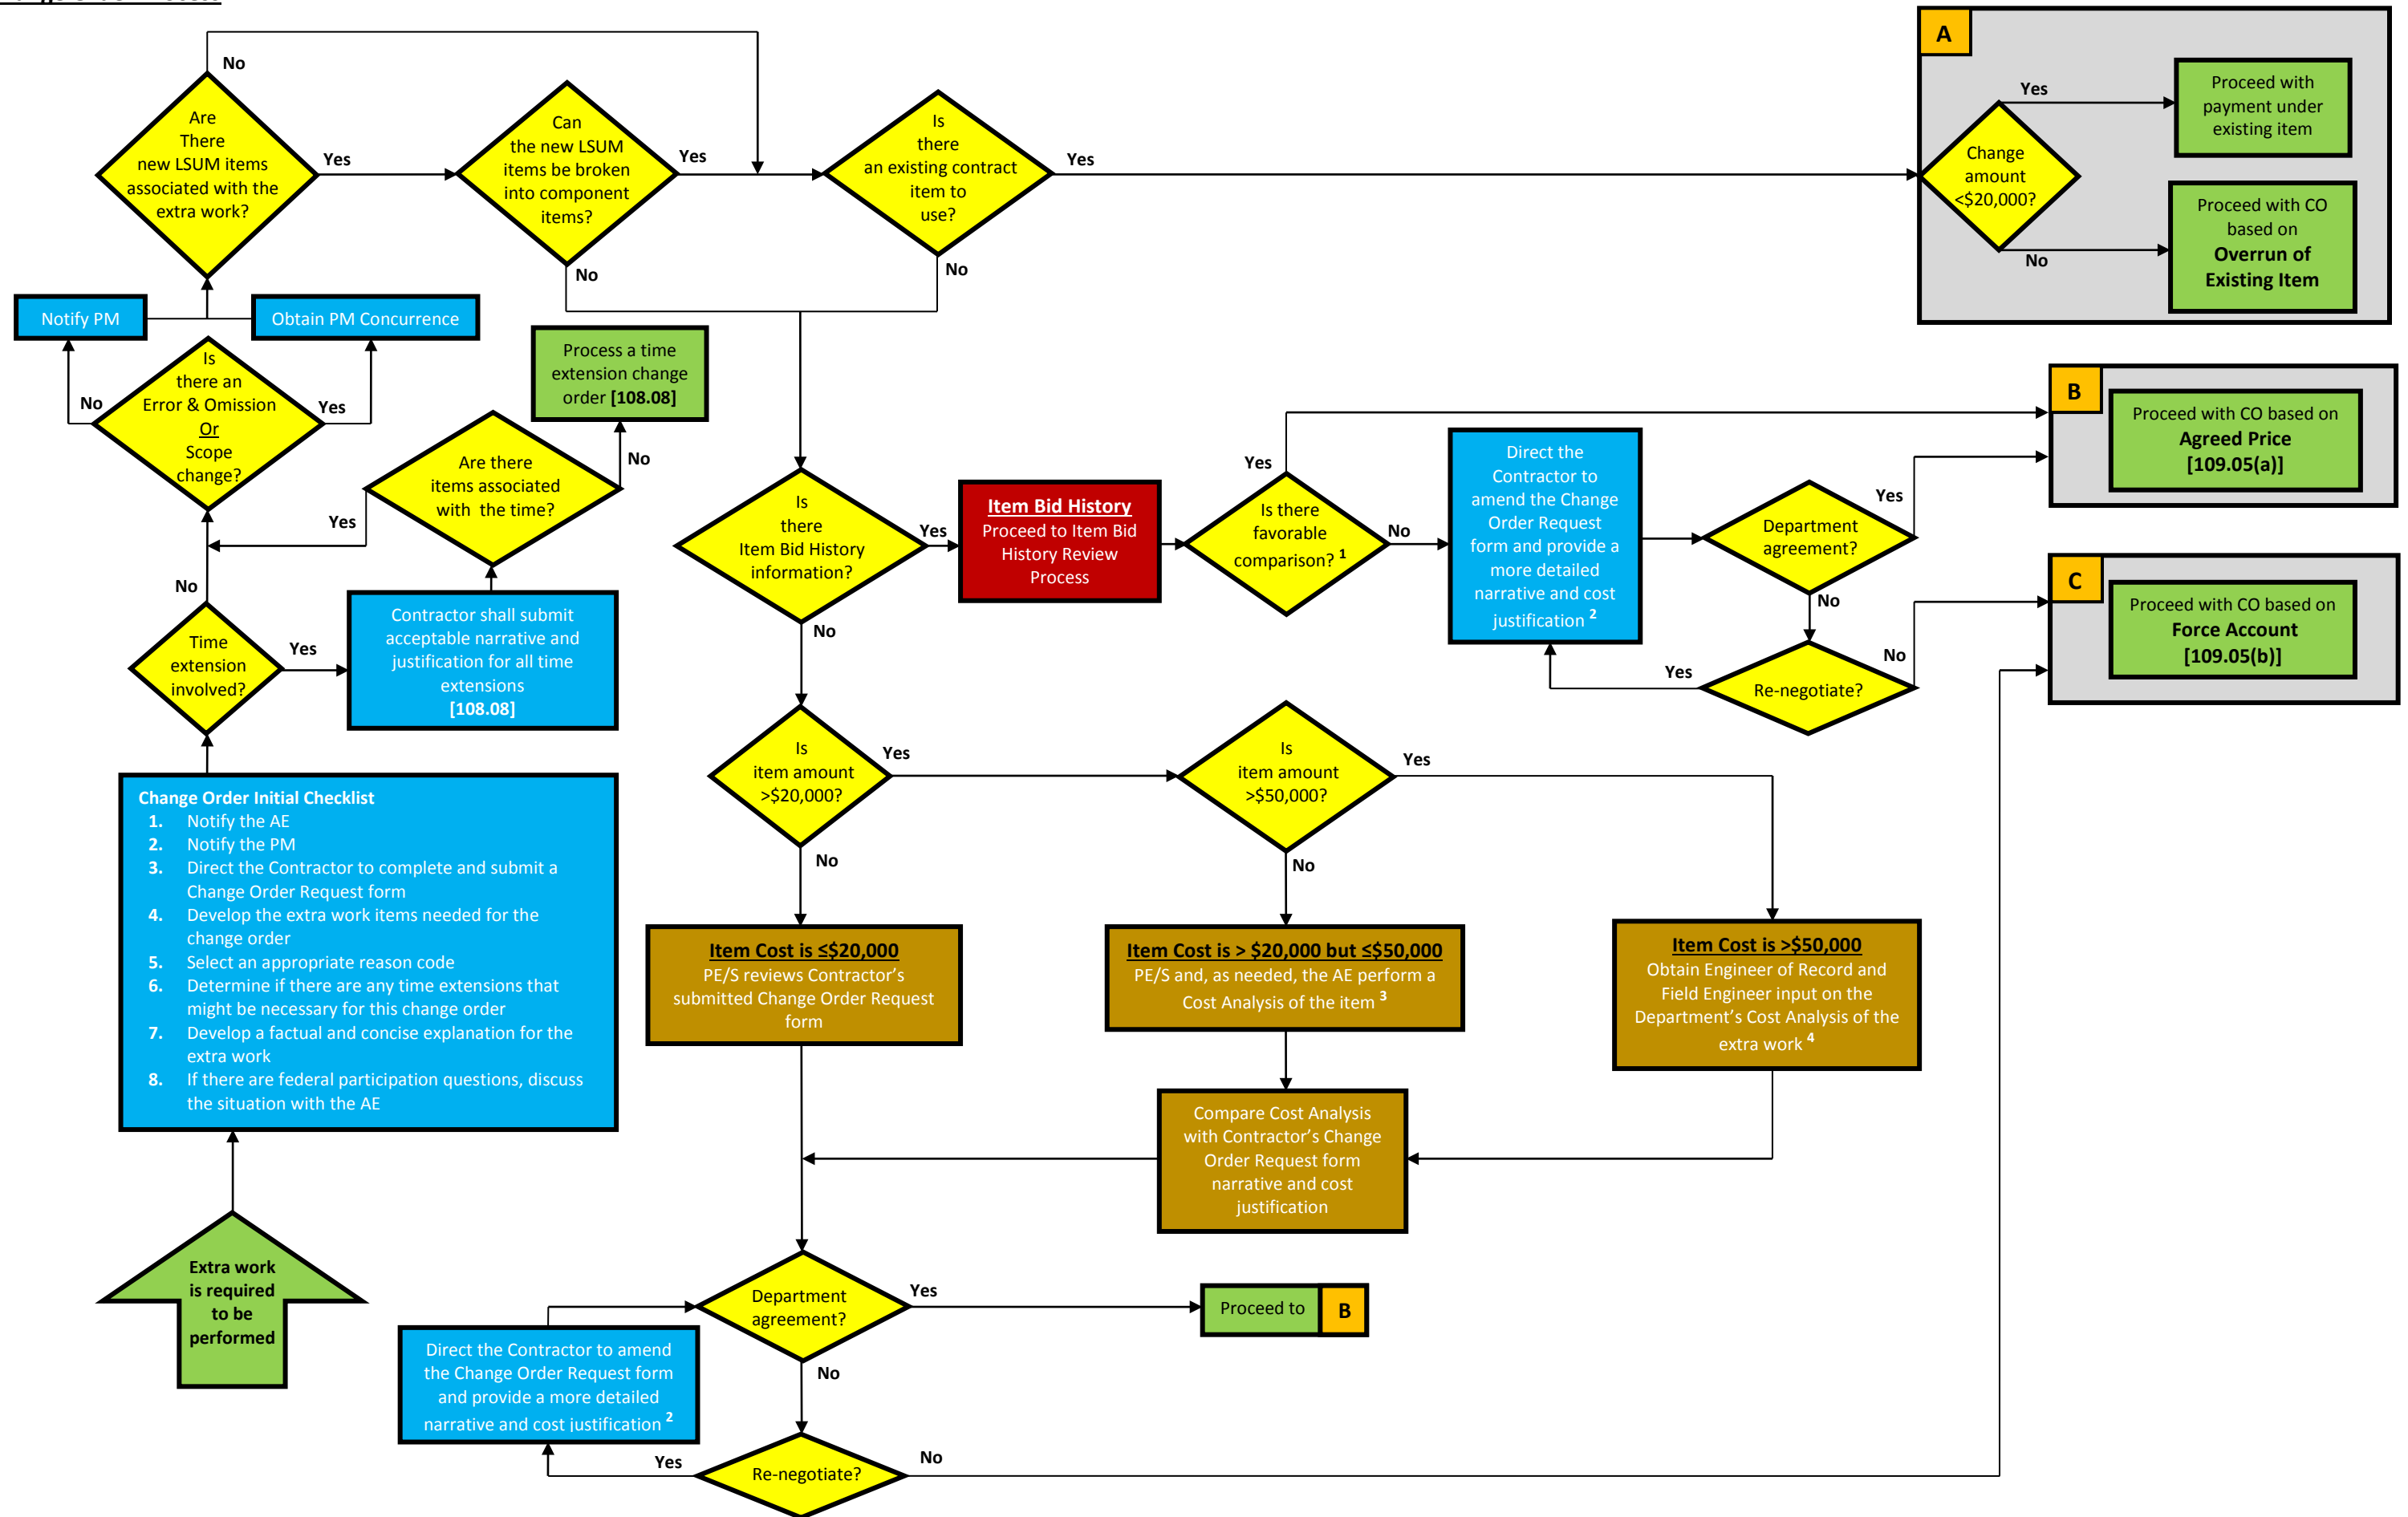 A
No
Are
There
new LSUM items
associated with the
extra work?
Yes
Can
the new LSUM
items be broken
into component
items?
Yes
No
Is
there
an existing contract
item to
use?
Yes
No
Change
amount
<$20,000?
Yes
Proceed with
payment under
existing item
No
Proceed with CO
based on
Overrun of
Existing Item
Notify PM
Obtain PM Concurrence
Is
there an
Error & Omission
Or
Scope
change?
No
Yes
Process a time
extension change
order [108.08]
Are there
items associated
with the time?
No
Yes
No
Time
extension
involved?
Yes
Contractor shall submit
acceptable narrative and
justification for all time
extensions
[108.08]
Change Order Initial Checklist
1. Notify the AE
2. Notify the PM
3. Direct the Contractor to complete and submit a
Change Order Request form
4. Develop the extra work items needed for the
change order
5. Select an appropriate reason code
6. Determine if there are any time extensions that
might be necessary for this change order
7. Develop a factual and concise explanation for the
extra work
8. If there are federal participation questions, discuss
the situation with the AE
Extra work
is required
to be
performed
Is
there
Item Bid History
information?
Yes
No
Item Bid History
Proceed to Item Bid
History Review
Process
Is there
favorable
comparison? 1
Yes
No
Direct the
Contractor to
amend the Change
Order Request
form and provide a
more detailed
narrative and cost
justification 2
Department
agreement?
Yes
No
Re-negotiate?
Yes
No
B
Proceed with CO based on
Agreed Price
[109.05(a)]
C
Proceed with CO based on
Force Account
[109.05(b)]
Is
item amount
>$20,000?
Yes
No
Is
item amount
>$50,000?
Yes
No
Item Cost is ≤$20,000
PE/S reviews Contractor's
submitted Change Order Request
form
Item Cost is > $20,000 but ≤$50,000
PE/S and, as needed, the AE perform a
Cost Analysis of the item 3
Item Cost is >$50,000
Obtain Engineer of Record and
Field Engineer input on the
Department's Cost Analysis of the
extra work 4
Compare Cost Analysis
with Contractor's Change
Order Request form
narrative and cost
justification
Department
agreement?
Yes
Proceed to B
No
Direct the Contractor to amend
the Change Order Request form
and provide a more detailed
narrative and cost justification 2
Re-negotiate?
Yes
No